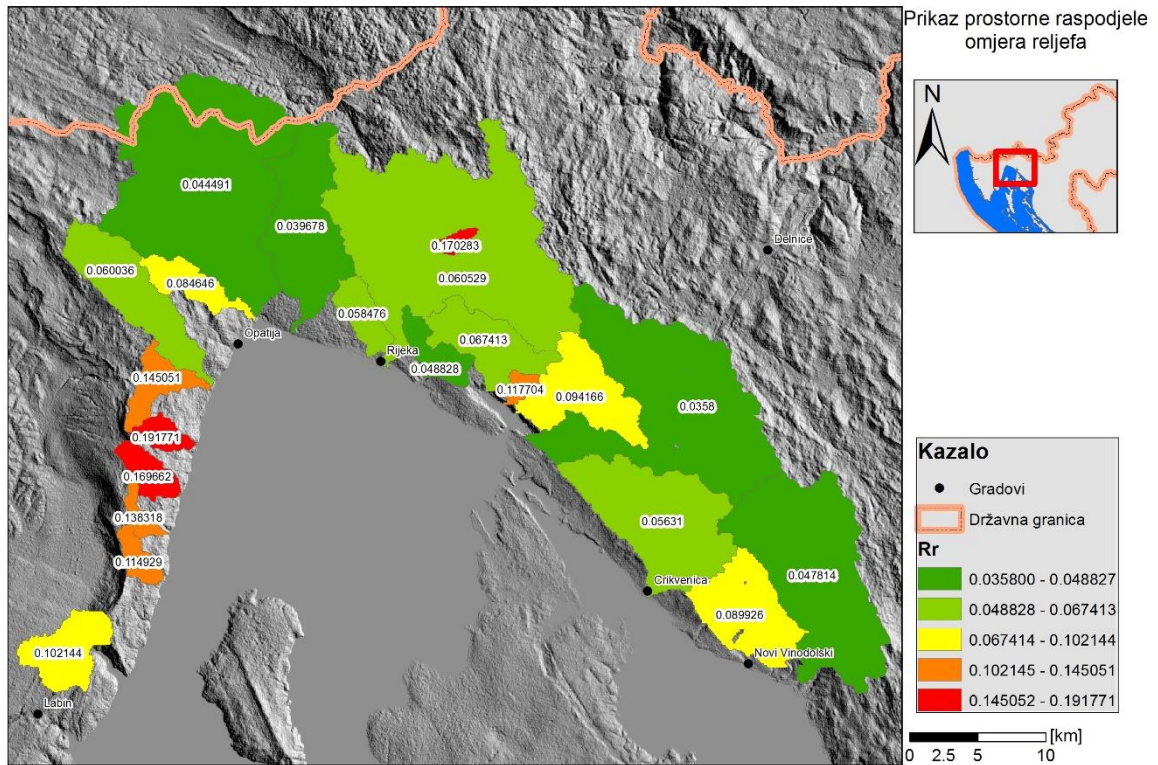 Prikaz prostorne raspodjele
omjera reljefa
N
0.044491
0.039678
0.170283
Delnice
0.060036
0.084646
0.060529
0.058476
Opatija
0.067413
Rijeka
0.048828
0.145051
0.117704
0.094166
0.0358
0.191771
0.169662
0.138318
0.05631
0.114929
0.047814
Crikvenica
0.089926
0.102144
Novi Vinodolski
Labin
Kazalo
Gradovi
Državna granica
Rr
0.035800 - 0.048827
0.048828 - 0.067413
0.067414 - 0.102144
0.102145 - 0.145051
0.145052 - 0.191771
[km]
0 2.5 5 10